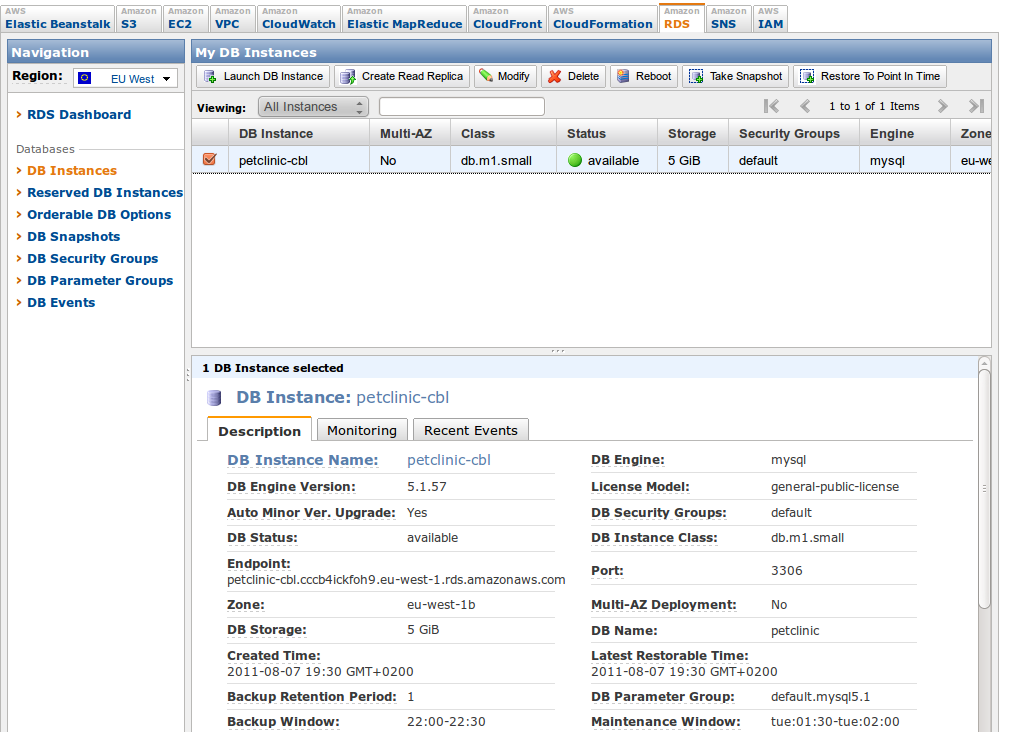 AWS Amazon Amazon Amazon Amazon Amazon Amazon AWS Amazon Amazon AWS
Elastic Beanstalk S3 EC2 VPC CloudWatch Elastic MapReduce CloudFront CloudFormation RDS SNS IAM
Navigation
Region: EU West
RDS Dashboard
Databases
DB Instances
Reserved DB Instances
Orderable DB Options
DB Snapshots
DB Security Groups
DB Parameter Groups
DB Events
My DB Instances
Launch DB Instance Create Read Replica Modify Delete Reboot Take Snapshot Restore To Point In Time
Viewing: All Instances 1 to 1 of 1 Items
DB Instance Multi-AZ Class Status Storage Security Groups Engine Zone
petclinic-cbl No db.m1.small available 5 GiB default mysql eu-we
1 DB Instance selected
DB Instance: petclinic-cbl
Description Monitoring Recent Events
DB Instance Name: petclinic-cbl DB Engine: mysql
DB Engine Version: 5.1.57 License Model: general-public-license
Auto Minor Ver. Upgrade: Yes DB Security Groups: default
DB Status: available DB Instance Class: db.m1.small
Endpoint:
petclinic-cbl.cccb4ickfoh9.eu-west-1.rds.amazonaws.com Port: 3306
Zone: eu-west-1b Multi-AZ Deployment: No
DB Storage: 5 GiB DB Name: petclinic
Created Time: Latest Restorable Time:
2011-08-07 19:30 GMT+0200 2011-08-07 19:30 GMT+0200
Backup Retention Period: 1 DB Parameter Group: default.mysql5.1
Backup Window: 22:00-22:30 Maintenance Window: tue:01:30-tue:02:00